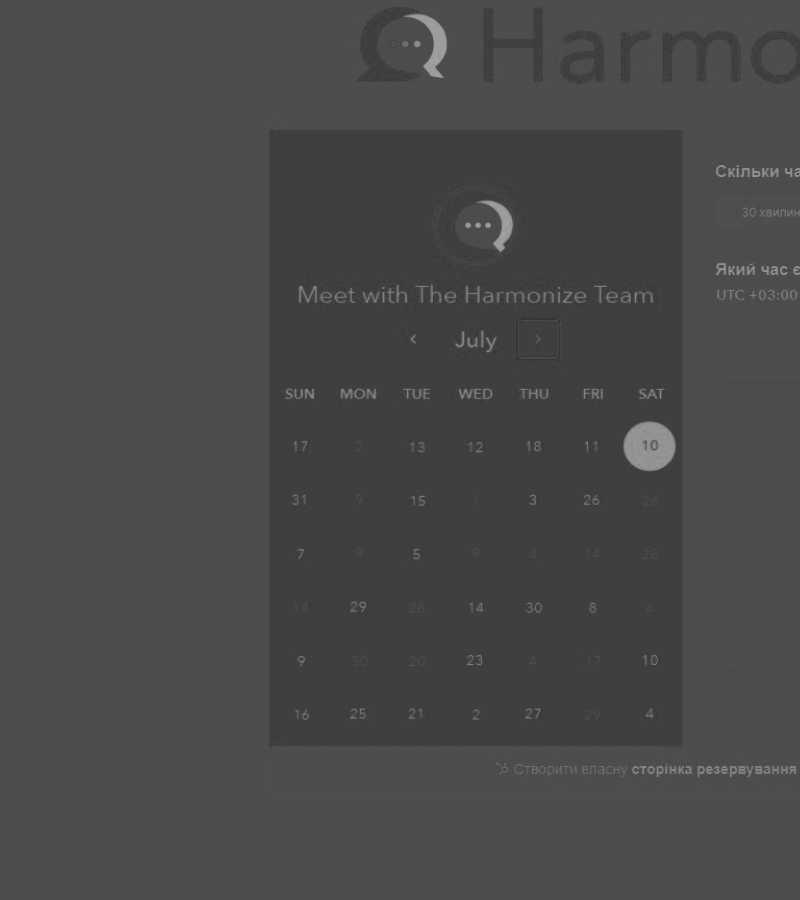 Harmo
Скільки ча
30 хвилин
Який час є
UTC +03:00
Meet with The Harmonize Team
July
SUN MON TUE WED THU FRI SAT
17 2 13 12 18 11 10
31 9 15 1 3 26 26
7 9 5 9 4 14 28
14 29 28 14 30 8 6
9 30 20 23 4 17 10
16 25 21 2 27 29 4
Створити власну сторінка резервування